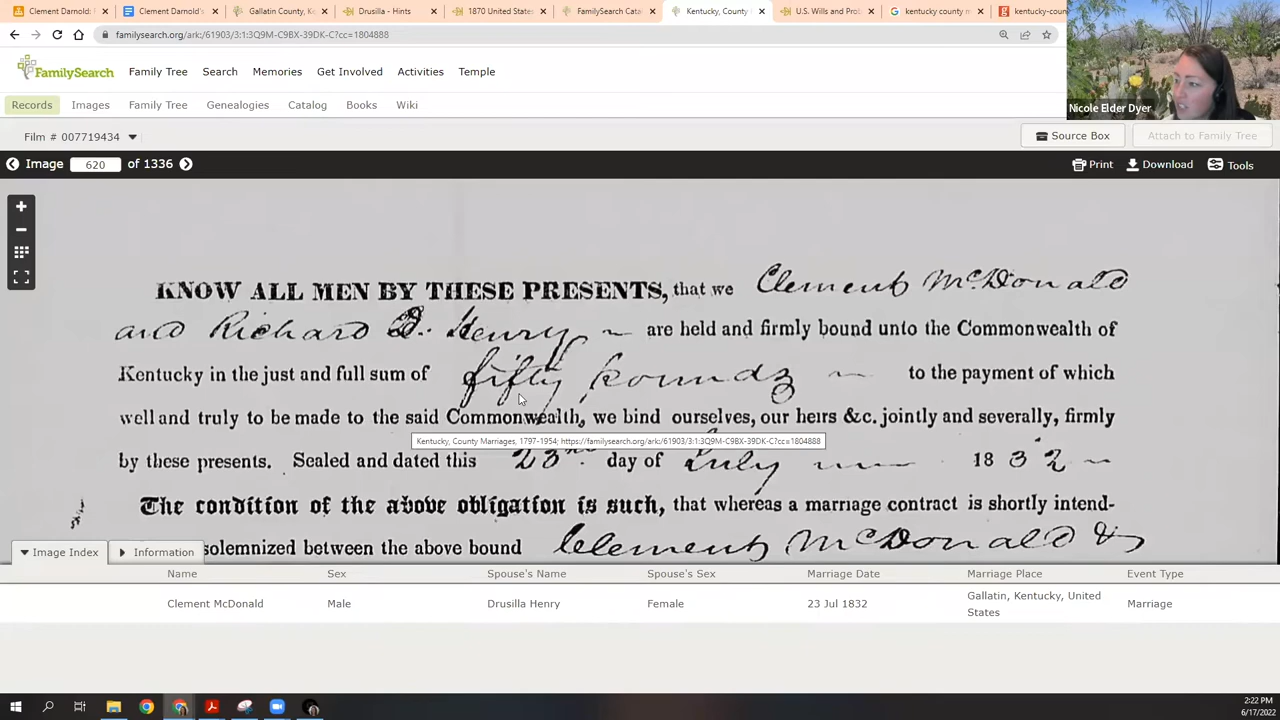 Clement Darnold:
Clement Darnold's
Gallatin County, Ke
Drusilla - Hints
1870 United States
FamilySearch Cata
Kentucky, County
U.S. Wills and Prob
kentucky county m
kentucky-coun
familysearch.org/ark:/61903/3:1:3Q9M-C9BX-39DK-C?cc=1804888
FamilySearch
Family Tree
Search
Memories
Get Involved
Activities
Temple
Nicole Elder Dyer
Records
Images
Family Tree
Genealogies
Catalog
Books
Wiki
Film # 007719434
Source Box
Attach to Family Tree
Image 620 of 1336
Print
Download
Tools
KNOW ALL MEN BY THESE PRESENTS, that we Clement McDonald
and Richard D. Henry are held and firmly bound unto the Commonwealth of
Kentucky in the just and full sum of fifty pounds to the payment of which
well and truly to be made to the said Commonwealth, we bind ourselves, our heirs &c. jointly and severally, firmly
Kentucky, County Marriages, 1797-1954; https://familysearch.org/ark:/61903/3:1:3Q9M-C9BX-39DK-C?cc=1804888
by these presents. Sealed and dated this 23rd day of July 1832
The condition of the above obligation is such, that whereas a marriage contract is shortly intend-
solemnized between the above bound Clement McDonald &
Image Index
Information
Name Sex Spouse's Name Spouse's Sex Marriage Date Marriage Place Event Type
Clement McDonald Male Drusilla Henry Female 23 Jul 1832 Gallatin, Kentucky, United Marriage
States
2:22 PM
6/17/2022